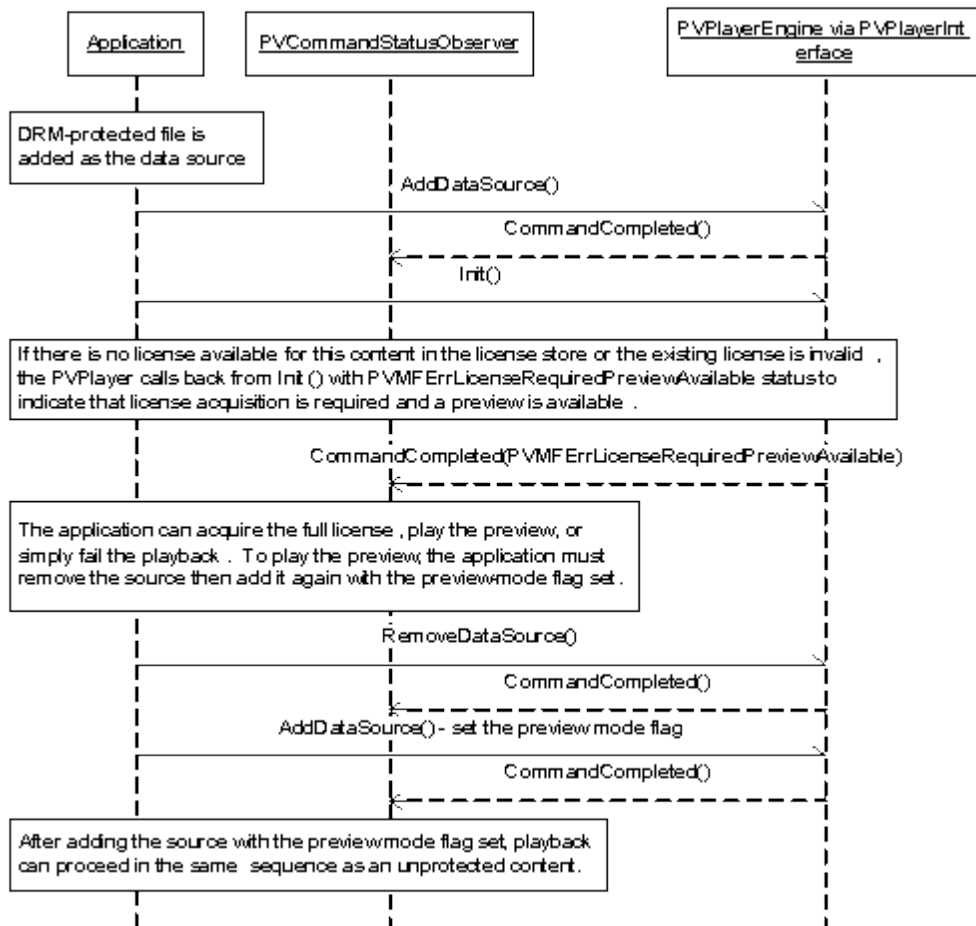 Application
PVCommandStatusObserver
PVPlayerEngine via PVPlayerInt
erface
DRM-protected file is
added as the data source
AddDataSource()
CommandCompleted()
Init()
If there is no license available for this content in the license store or the existing license is invalid ,
the PVPlayer calls back from Init () with PVMFErrLicenseRequiredPreviewAvailable status to
indicate that license acquisition is required and a preview is available .
CommandCompleted(PVMFErrLicenseRequiredPreviewAvailable)
The application can acquire the full license , play the preview, or
simply fail the playback . To play the preview, the application must
remove the source then add it again with the preview-mode flag set .
RemoveDataSource()
CommandCompleted()
AddDataSource() - set the preview mode flag
CommandCompleted()
After adding the source with the preview-mode flag set, playback
can proceed in the same sequence as an unprotected content.